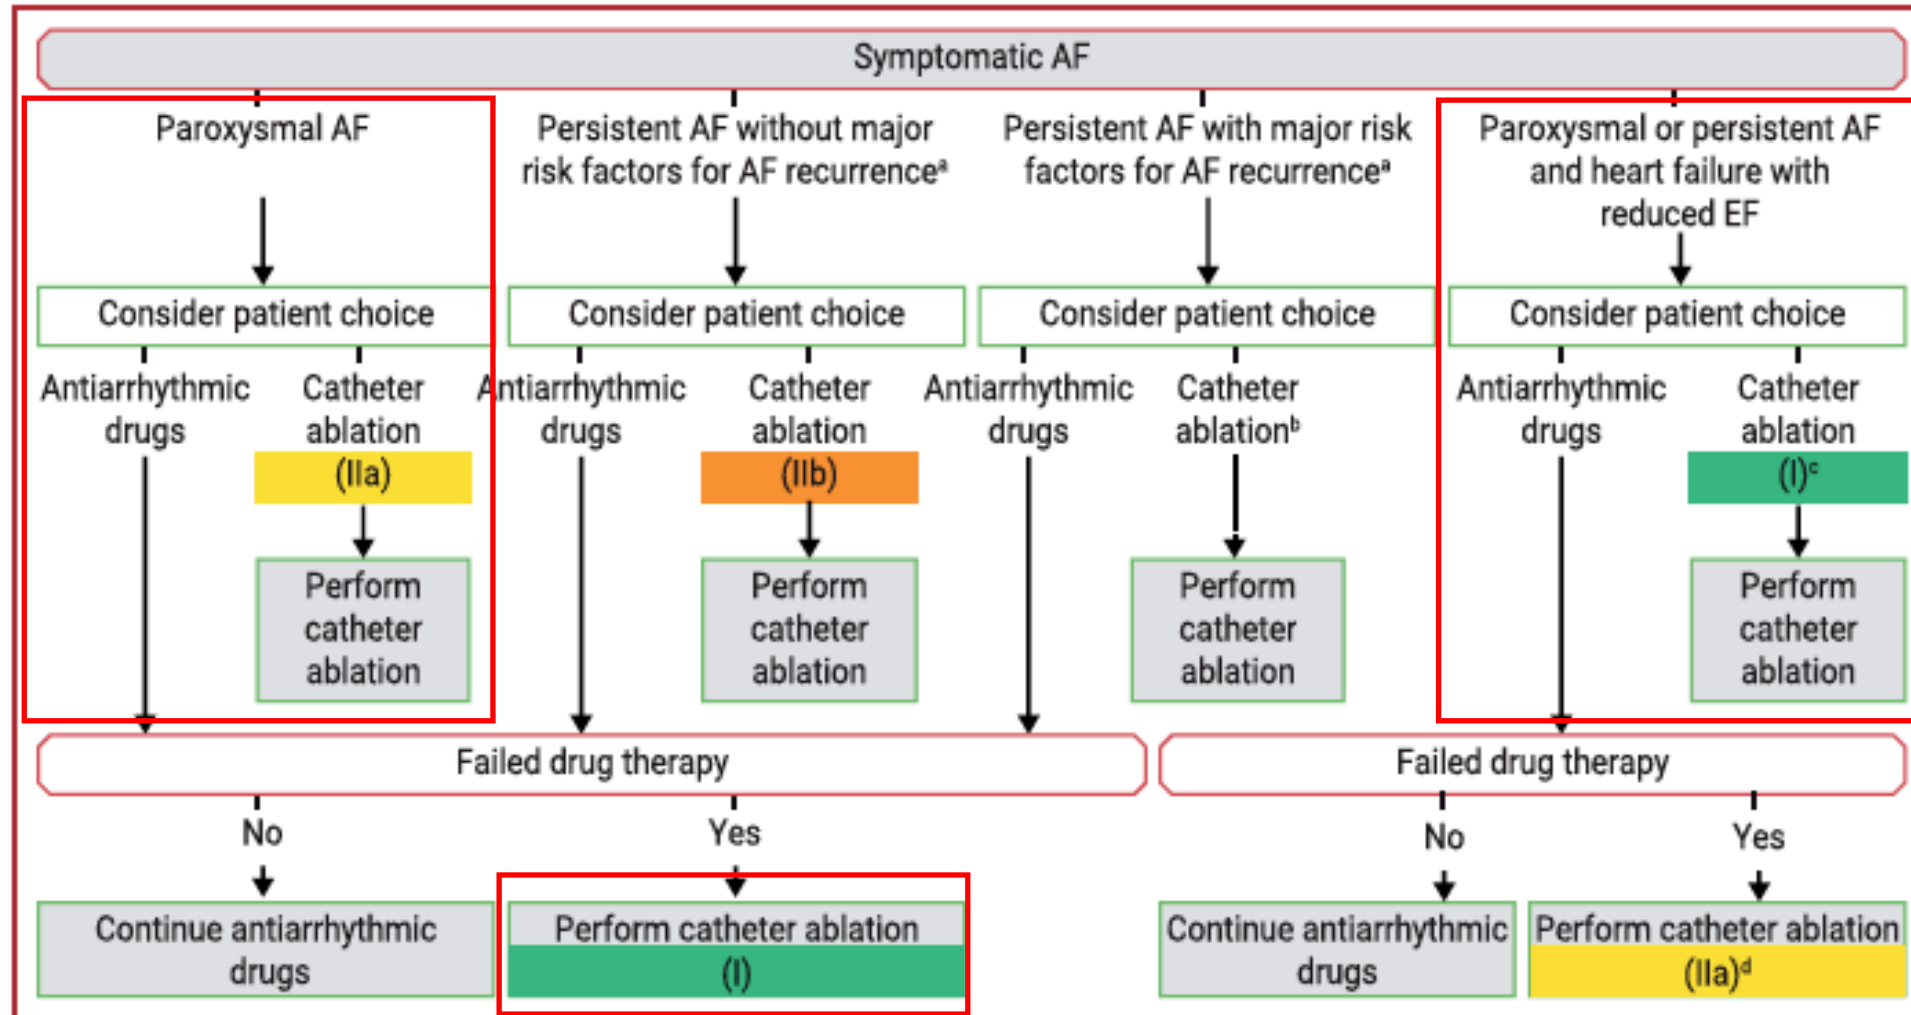 Symptomatic AF
Paroxysmal AF
Persistent AF without major
risk factors for AF recurrenceᵃ
Persistent AF with major risk
factors for AF recurrenceᵃ
Paroxysmal or persistent AF
and heart failure with
reduced EF
Consider patient choice
Consider patient choice
Consider patient choice
Consider patient choice
Antiarrhythmic
drugs
Catheter
ablation
(IIa)
Antiarrhythmic
drugs
Catheter
ablation
(IIb)
Antiarrhythmic
drugs
Catheter
ablationᵇ
Antiarrhythmic
drugs
Catheter
ablation
(I)ᶜ
Perform
catheter
ablation
Perform
catheter
ablation
Perform
catheter
ablation
Perform
catheter
ablation
Failed drug therapy
Failed drug therapy
No
Yes
No
Yes
Continue antiarrhythmic
drugs
Perform catheter ablation
(I)
Continue antiarrhythmic
drugs
Perform catheter ablation
(IIa)ᵈ